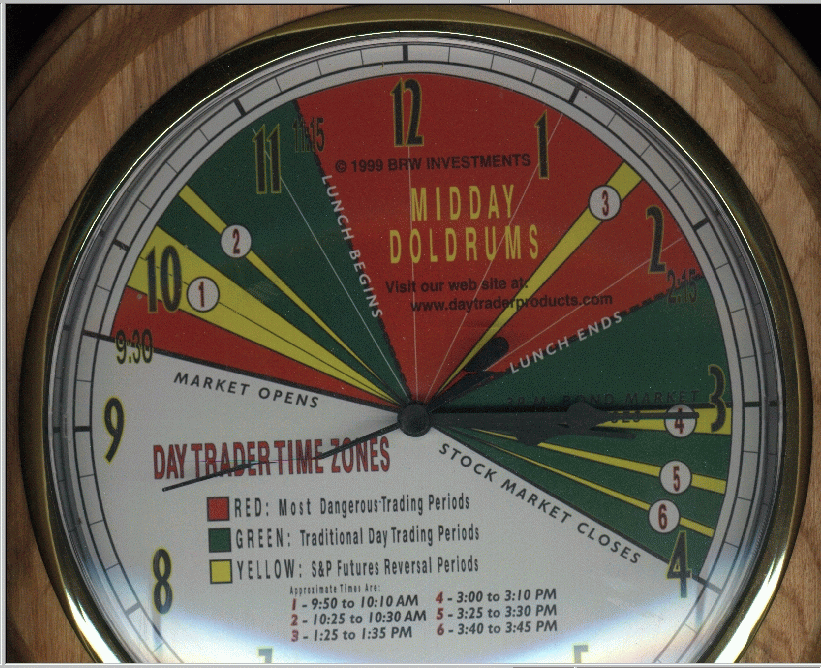 12
11
11:15
1
© 1999 BRW INVESTMENTS
MIDDAY
DOLDRUMS
LUNCH BEGINS
3
2
2
10
1
Visit our web site at:
www.daytraderproducts.com
2:15
LUNCH ENDS
9:30
MARKET OPENS
BOND MARKET
3
4
9
DAY TRADER TIME ZONES
STOCK MARKET CLOSES
5
6
4
RED: Most Dangerous Trading Periods
GREEN: Traditional Day Trading Periods
YELLOW: S&P Futures Reversal Periods
8
Approximate Times Are:
1 - 9:50 to 10:10 AM 4 - 3:00 to 3:10 PM
2 - 10:25 to 10:30 AM 5 - 3:25 to 3:30 PM
3 - 1:25 to 1:35 PM 6 - 3:40 to 3:45 PM